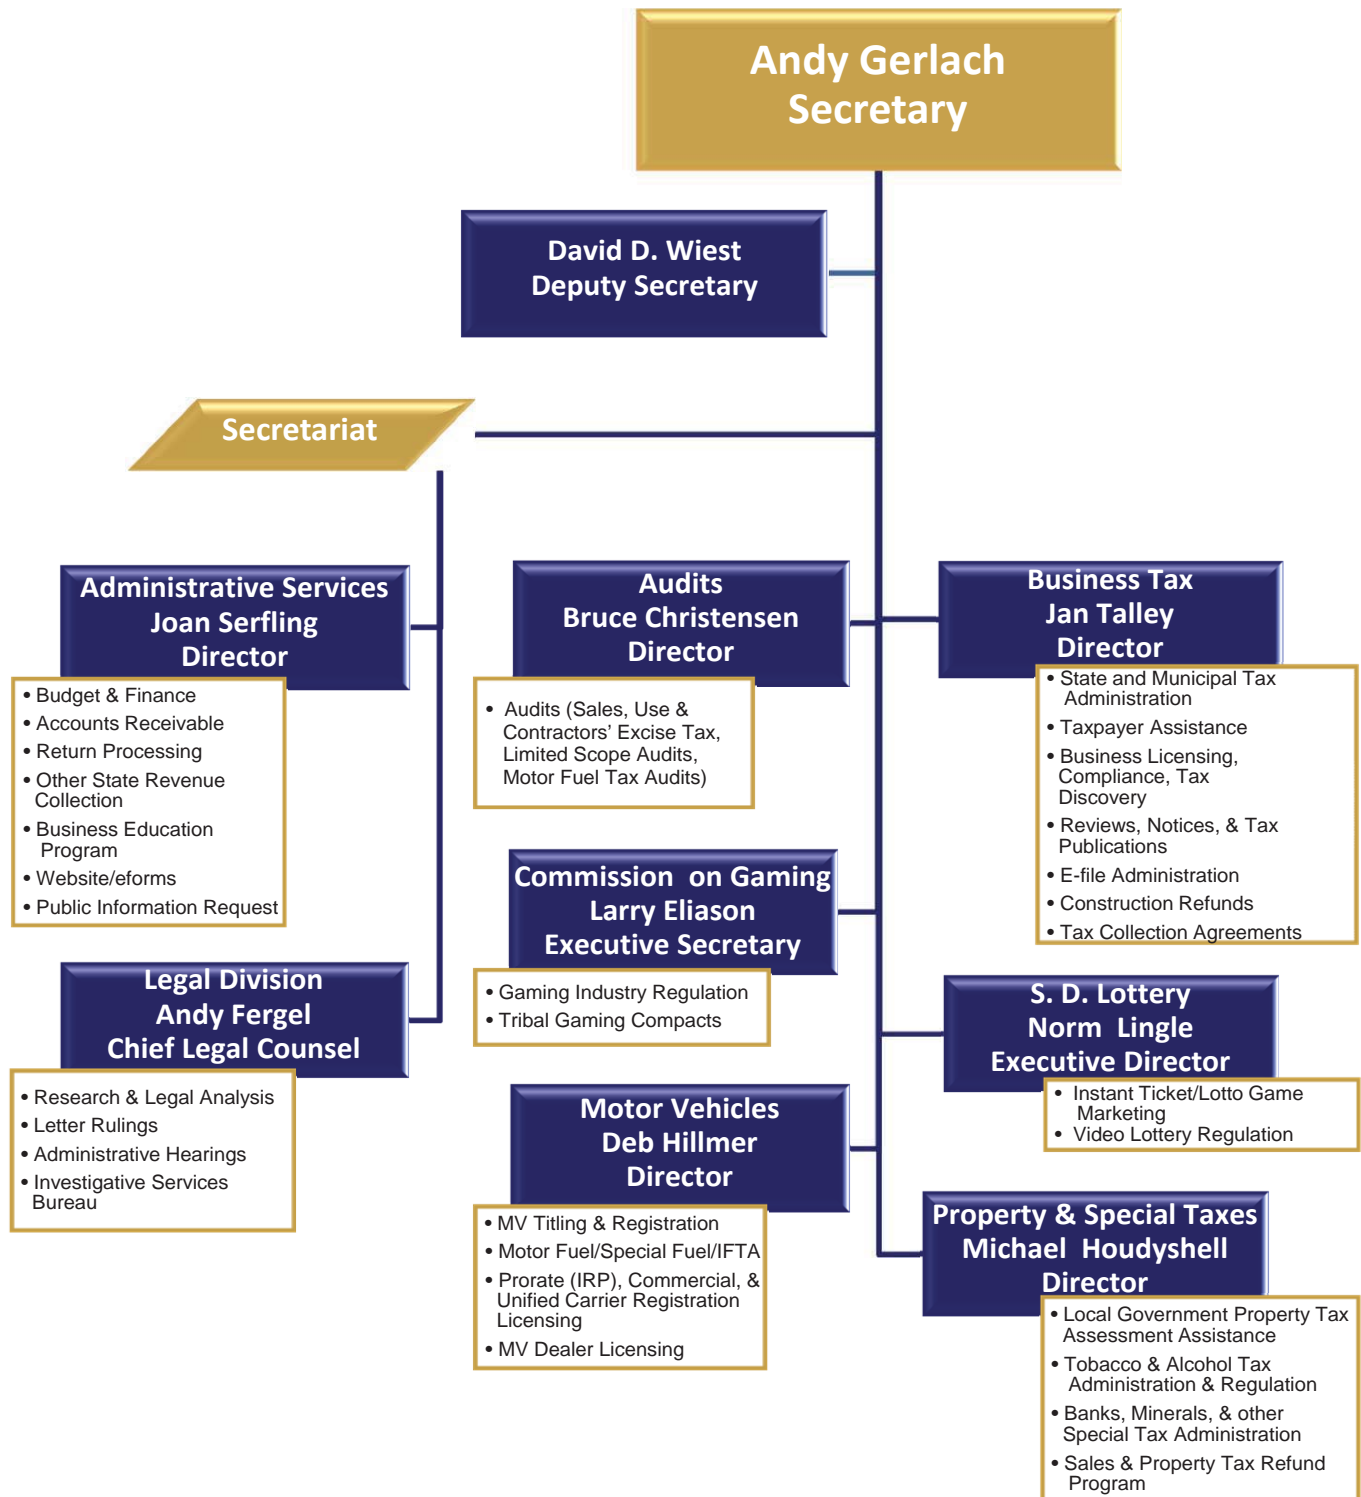 Andy Gerlach
Secretary
David D. Wiest
Deputy Secretary
Secretariat
Administrative Services
Joan Serfling
Director
• Budget & Finance
• Accounts Receivable
• Return Processing
• Other State Revenue
Collection
• Business Education
Program
• Website/eforms
• Public Information Request
Legal Division
Andy Fergel
Chief Legal Counsel
• Research & Legal Analysis
• Letter Rulings
• Administrative Hearings
• Investigative Services
Bureau
Audits
Bruce Christensen
Director
• Audits (Sales, Use &
Contractors’ Excise Tax,
Limited Scope Audits,
Motor Fuel Tax Audits)
Commission on Gaming
Larry Eliason
Executive Secretary
• Gaming Industry Regulation
• Tribal Gaming Compacts
Motor Vehicles
Deb Hillmer
Director
• MV Titling & Registration
• Motor Fuel/Special Fuel/IFTA
• Prorate (IRP), Commercial, &
Unified Carrier Registration
Licensing
• MV Dealer Licensing
Business Tax
Jan Talley
Director
• State and Municipal Tax
Administration
• Taxpayer Assistance
• Business Licensing,
Compliance, Tax
Discovery
• Reviews, Notices, & Tax
Publications
• E-file Administration
• Construction Refunds
• Tax Collection Agreements
S. D. Lottery
Norm Lingle
Executive Director
• Instant Ticket/Lotto Game
Marketing
• Video Lottery Regulation
Property & Special Taxes
Michael Houdyshell
Director
• Local Government Property Tax
Assessment Assistance
• Tobacco & Alcohol Tax
Administration & Regulation
• Banks, Minerals, & other
Special Tax Administration
• Sales & Property Tax Refund
Program